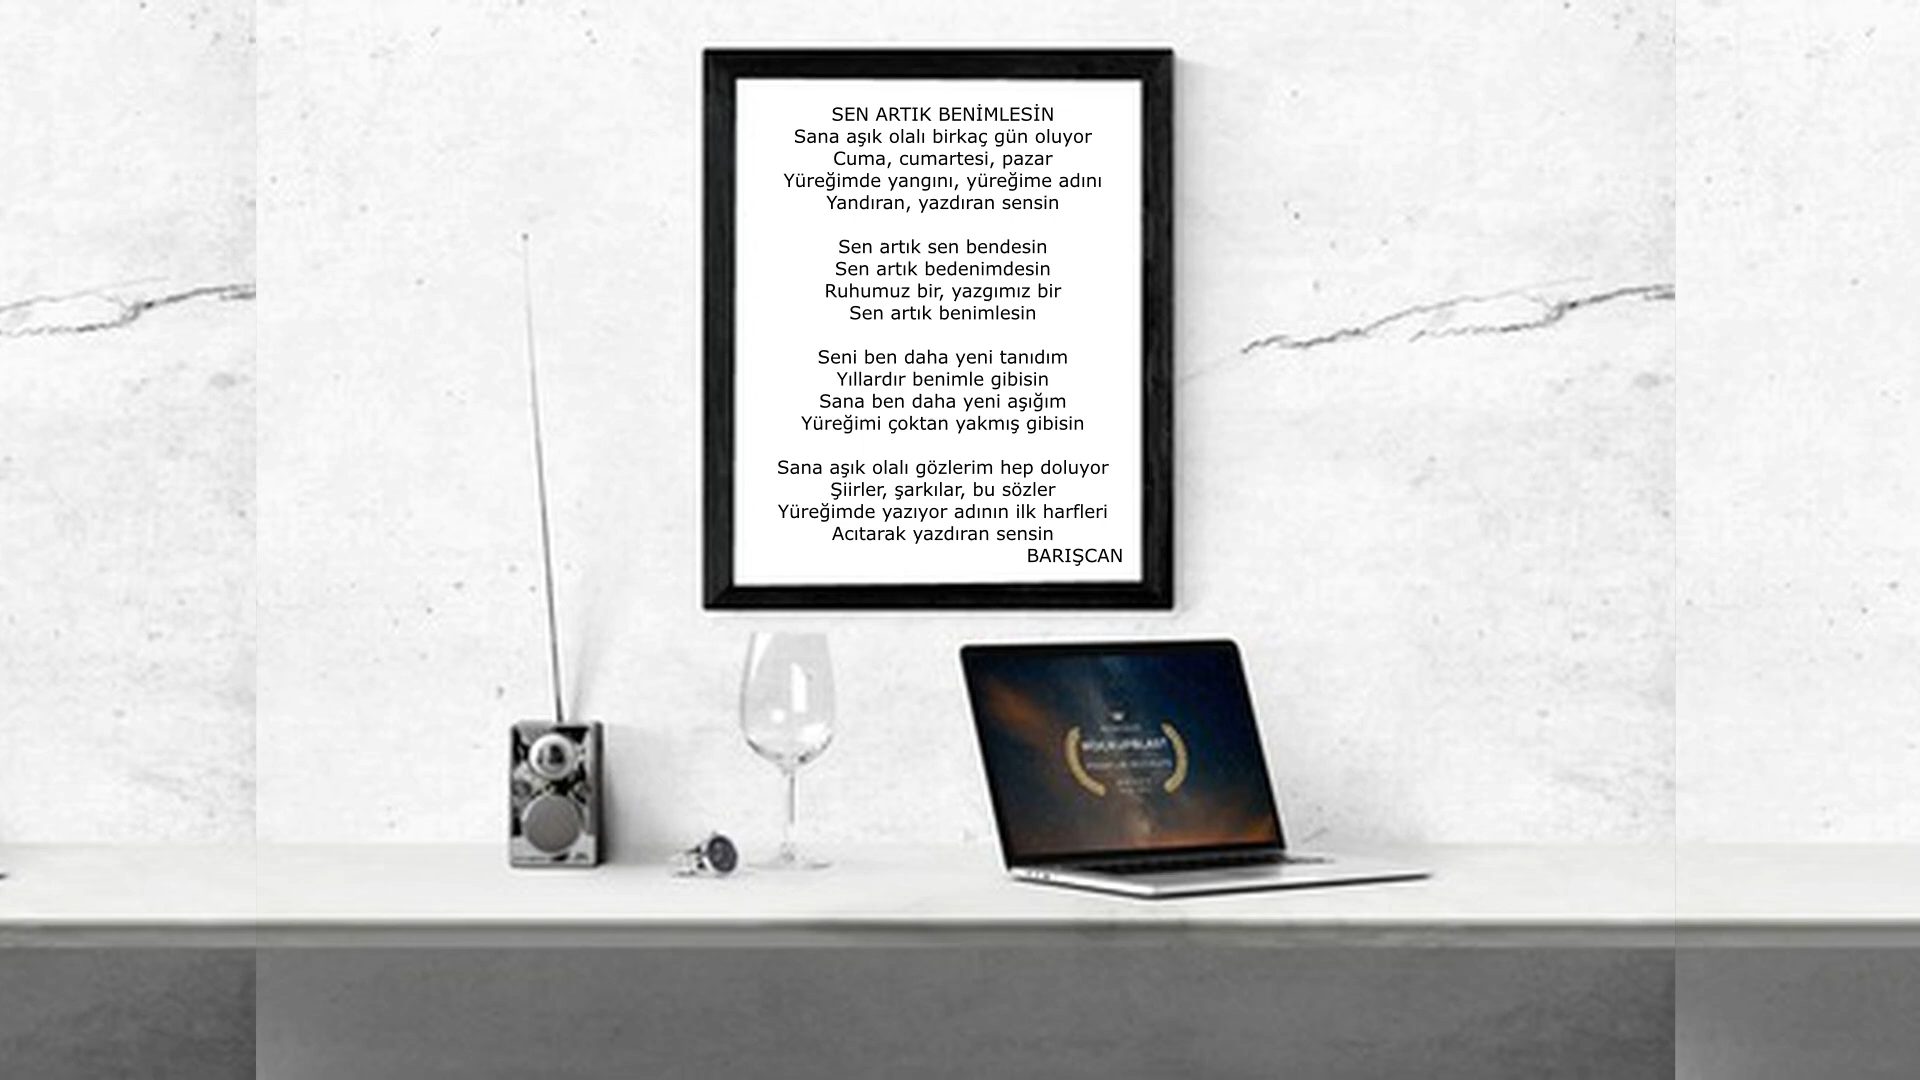 SEN ARTIK BENİMLESİN
Sana aşık olalı birkaç gün oluyor
Cuma, cumartesi, pazar
Yüreğimde yangını, yüreğime adını
Yandıran, yazdıran sensin
Sen artık sen bendesin
Sen artık bedenimdesin
Ruhumuz bir, yazgımız bir
Sen artık benimlesin
Seni ben daha yeni tanıdım
Yıllardır benimle gibisin
Sana ben daha yeni aşığım
Yüreğimi çoktan yakmış gibisin
Sana aşık olalı gözlerim hep doluyor
Şiirler, şarkılar, bu sözler
Yüreğimde yazıyor adının ilk harfleri
Acıtarak yazdıran sensin
BARIŞCAN
MOCKUPBLAST